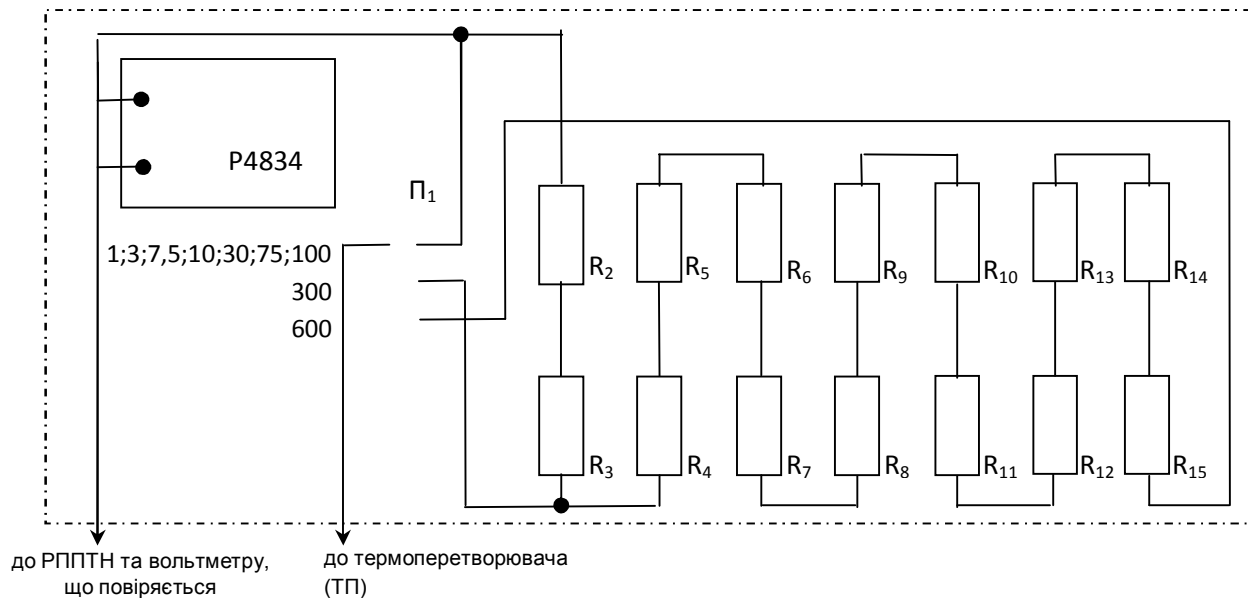 Р4834
П₁
1;3;7,5;10;30;75;100
300
600
R₂ R₅ R₆ R₉ R₁₀ R₁₃ R₁₄
R₃ R₄ R₇ R₈ R₁₁ R₁₂ R₁₅
до РППТН та вольтметру,
що повіряється
до термоперетворювача
(ТП)